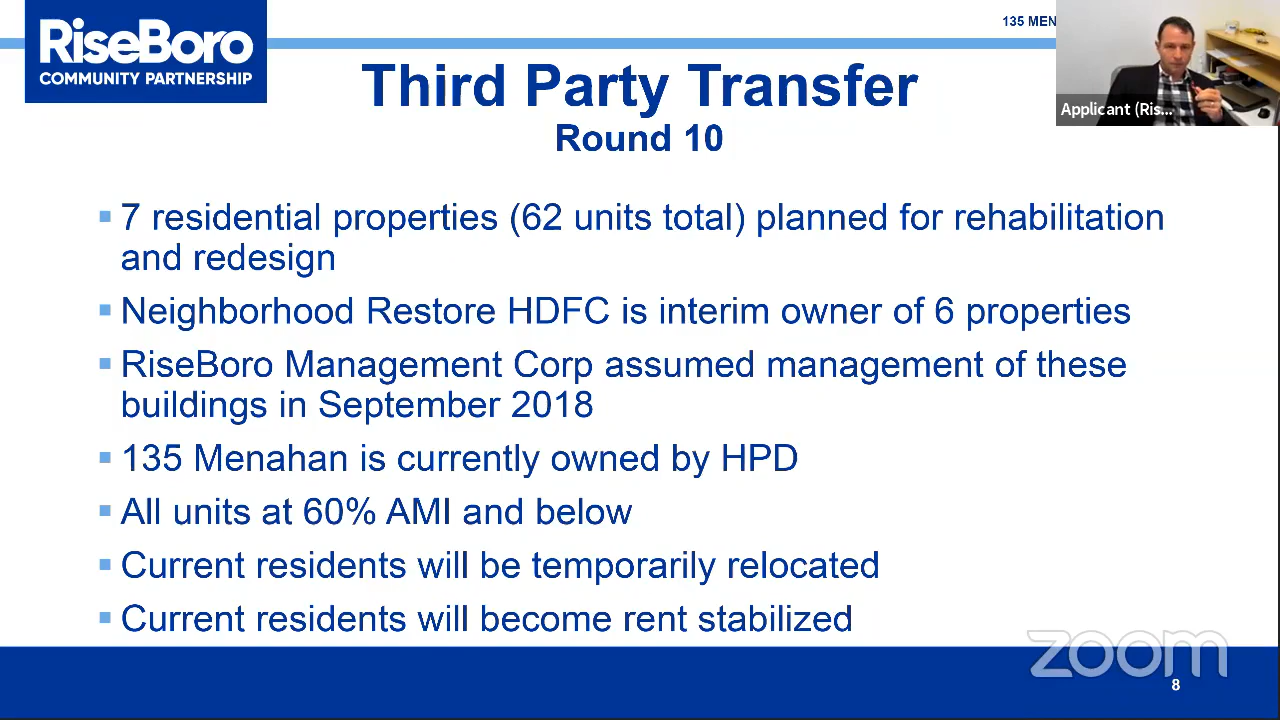 RiseBoro
COMMUNITY PARTNERSHIP
135 MEN
Applicant (Ris...
Third Party Transfer
Round 10
▪ 7 residential properties (62 units total) planned for rehabilitation
and redesign
▪ Neighborhood Restore HDFC is interim owner of 6 properties
▪ RiseBoro Management Corp assumed management of these
buildings in September 2018
▪ 135 Menahan is currently owned by HPD
▪ All units at 60% AMI and below
▪ Current residents will be temporarily relocated
▪ Current residents will become rent stabilized
zoom
8